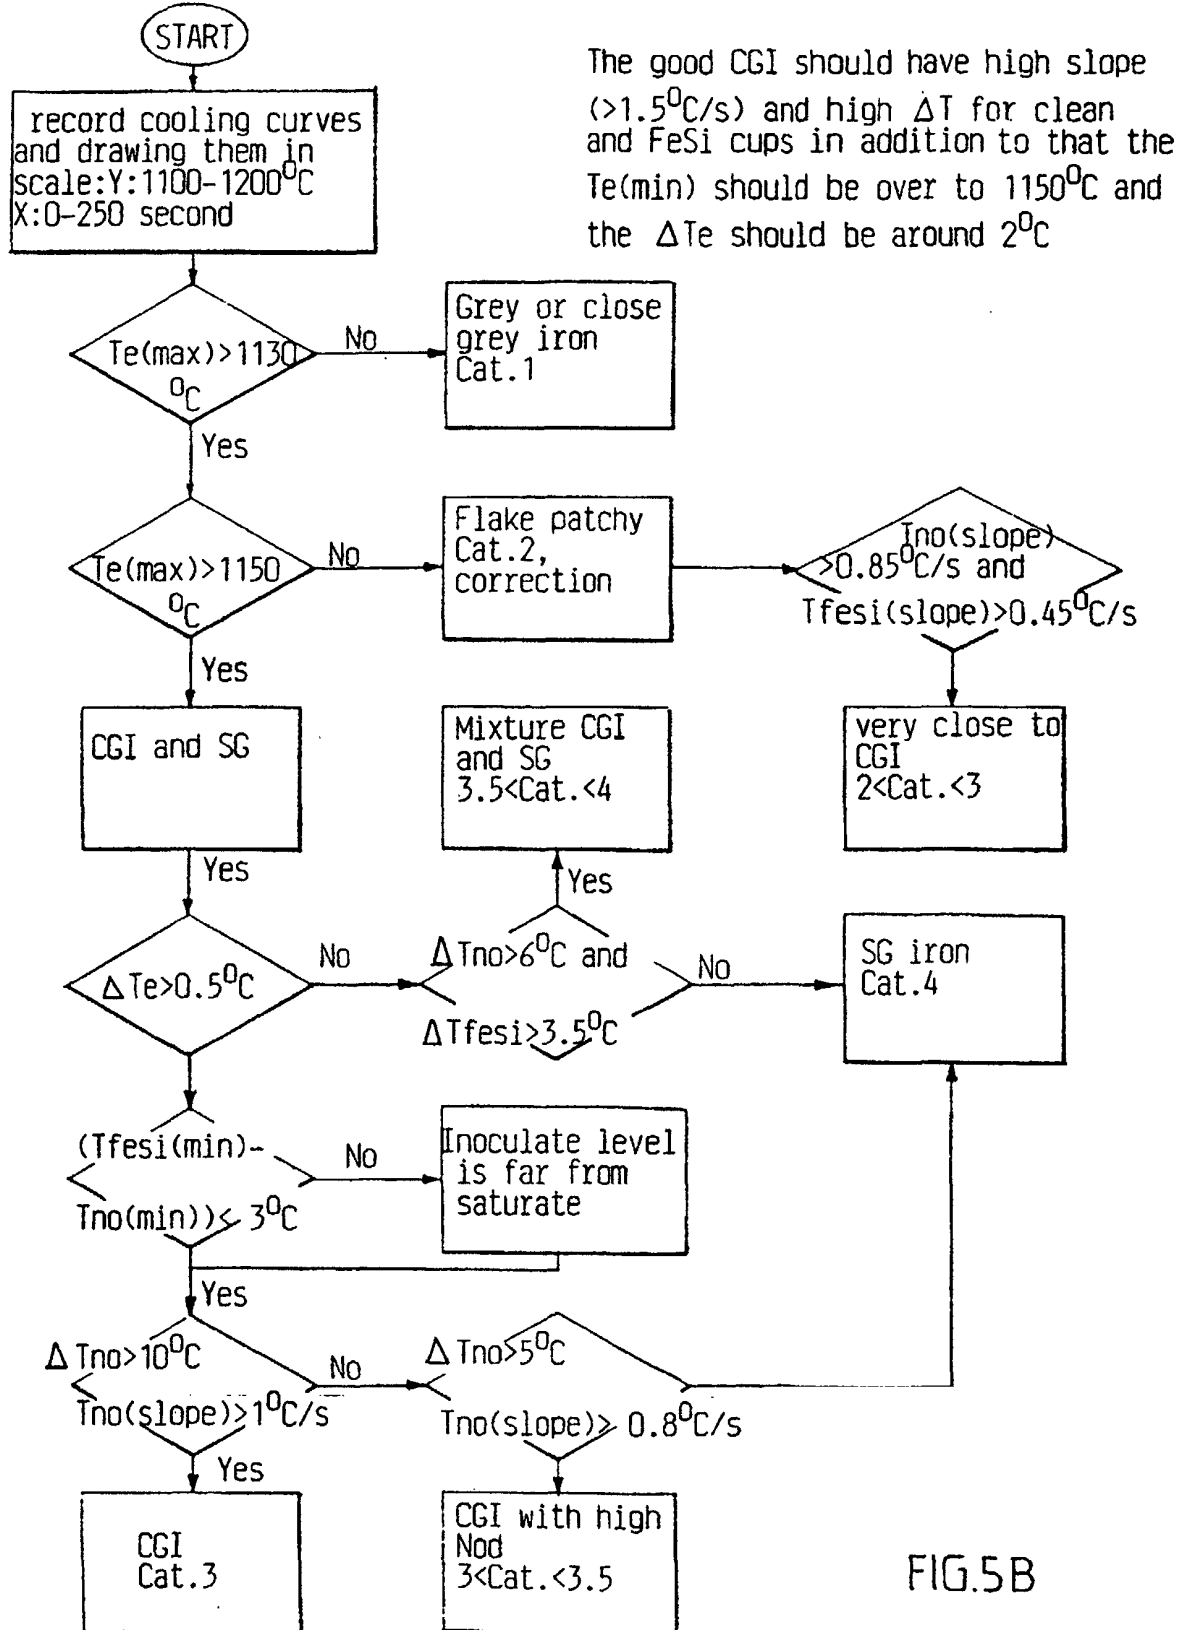 START
The good CGI should have high slope
(>1.5⁰C/s) and high ΔT for clean
and FeSi cups in addition to that the
Te(min) should be over to 1150⁰C and
the ΔTe should be around 2⁰C
record cooling curves
and drawing them in
scale:Y:1100-1200⁰C
X:0-250 second
Te(max)>1130
⁰C
No
Grey or close
grey iron
Cat.1
Yes
Te(max)>1150
⁰C
No
Flake patchy
Cat.2,
correction
Ino(slope)
>0.85⁰C/s and
Tfesi(slope)>0.45⁰C/s
Yes
CGI and SG
Mixture CGI
and SG
3.5<Cat.<4
very close to
CGI
2<Cat.<3
Yes
Yes
ΔTe>0.5⁰C
No
ΔTno>6⁰C and
ΔTfesi>3.5⁰C
No
SG iron
Cat.4
(Tfesi(min)-
Tno(min))≤ 3⁰C
No
Inoculate level
is far from
saturate
Yes
Δ Tno>10⁰C
Tno(slope)>1⁰C/s
No
Δ Tno>5⁰C
Tno(slope)> 0.8⁰C/s
Yes
CGI
Cat.3
CGI with high
Nod
3<Cat.<3.5
FIG.5B